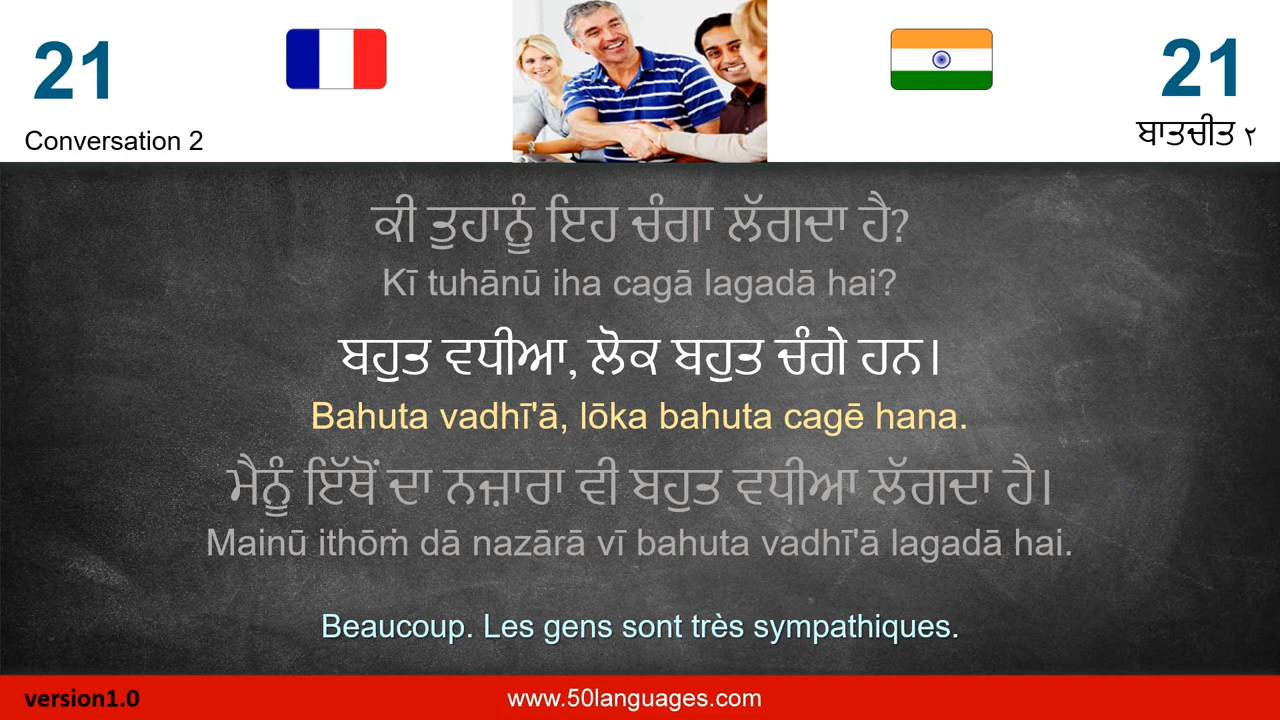 21
21
Conversation 2
ਬਾਤਚੀਤ ੨
ਕੀ ਤੁਹਾਨੂੰ ਇਹ ਚੰਗਾ ਲੱਗਦਾ ਹੈ?
Kī tuhānū iha cagā lagadā hai?
ਬਹੁਤ ਵਧੀਆ, ਲੋਕ ਬਹੁਤ ਚੰਗੇ ਹਨ।
Bahuta vadhī'ā, lōka bahuta cagē hana.
ਮੈਨੂੰ ਇੱਥੋਂ ਦਾ ਨਜ਼ਾਰਾ ਵੀ ਬਹੁਤ ਵਧੀਆ ਲੱਗਦਾ ਹੈ।
Mainū ithōṁ dā nazārā vī bahuta vadhī'ā lagadā hai.
Beaucoup. Les gens sont très sympathiques.
version1.0
www.50languages.com